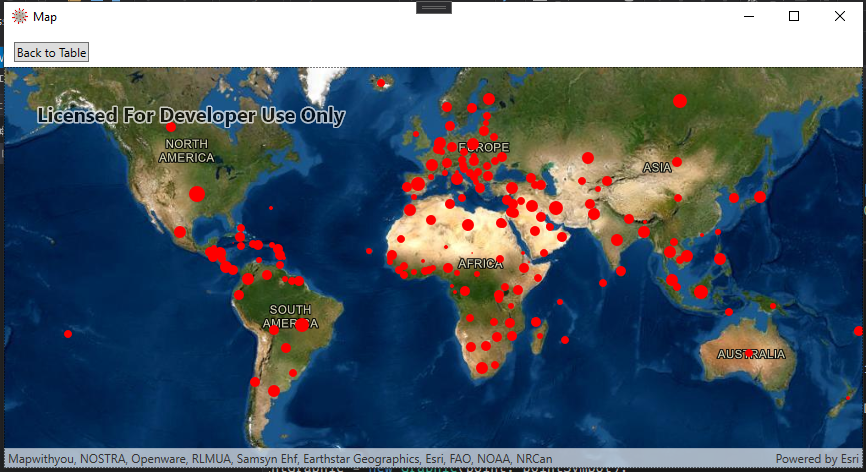 Map
Back to Table
Licensed For Developer Use Only
NORTH
AMERICA
EUROPE
ASIA
AFRICA
SOUTH
AMERICA
AUSTRALIA
Mapwithyou, NOSTRA, Openware, RLMUA, Samsyn Ehf, Earthstar Geographics, Esri, FAO, NOAA, NRCan
Powered by Esri